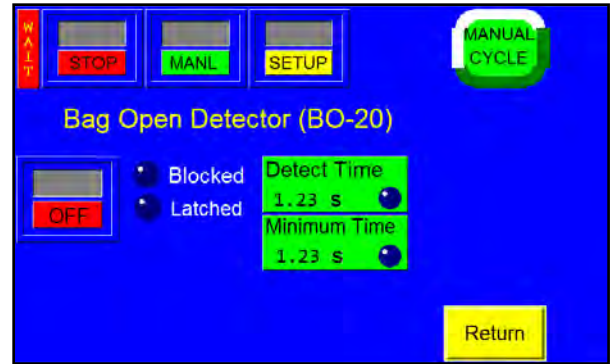 WAIT
STOP
MANL
SETUP
MANUAL
CYCLE
Bag Open Detector (BO-20)
OFF
Blocked
Latched
Detect Time
1.23 s
Minimum Time
1.23 s
Return